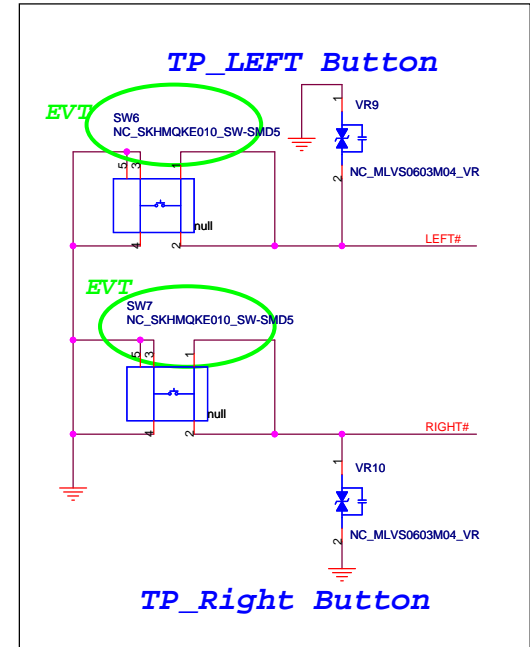 TP_LEFT Button
EVT
SW6
NC_SKHMQKE010_SW-SMD5
5
3
1
null
4
2
1
VR9
NC_MLVS0603M04_VR
2
LEFT#
EVT
SW7
NC_SKHMQKE010_SW-SMD5
5
3
1
null
4
2
RIGHT#
1
VR10
NC_MLVS0603M04_VR
2
TP_Right Button